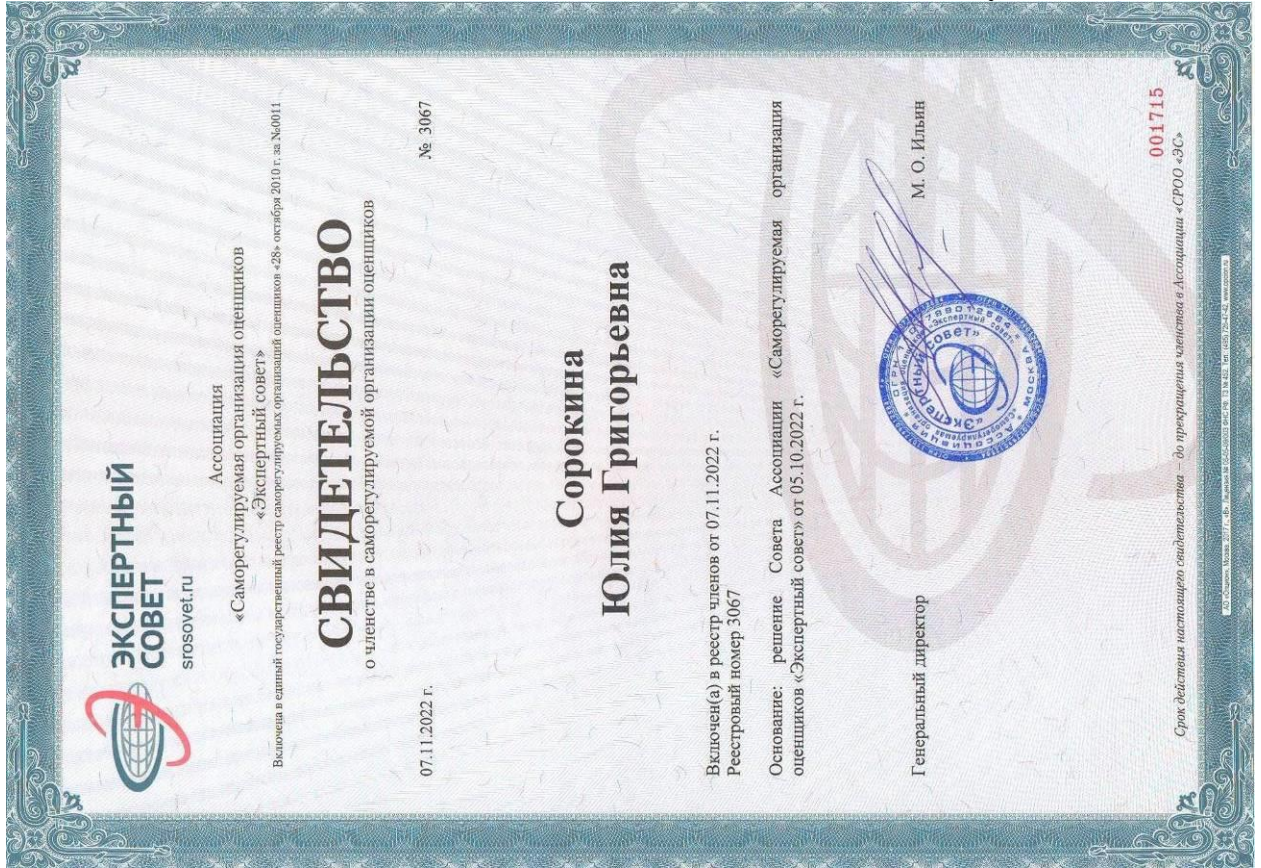 ЭКСПЕРТНЫЙ
СОВЕТ
srosovet.ru
Ассоциация
«Саморегулируемая организация оценщиков
«Экспертный совет»
Включена в единый государственный реестр саморегулируемых организаций оценщиков «28» октября 2010 г. за №0011
СВИДЕТЕЛЬСТВО
о членстве в саморегулируемой организации оценщиков
07.11.2022 г. № 3067
Сорокина
Юлия Григорьевна
Включен(а) в реестр членов от 07.11.2022 г.
Реестровый номер 3067
Основание: решение Совета Ассоциации «Саморегулируемая организация
оценщиков «Экспертный совет» от 05.10.2022 г.
Генеральный директор М. О. Ильин
«Экспертный совет»
МОСКВА
001715
Срок действия настоящего свидетельства – до прекращения членства в Ассоциации «СРОО «ЭС»